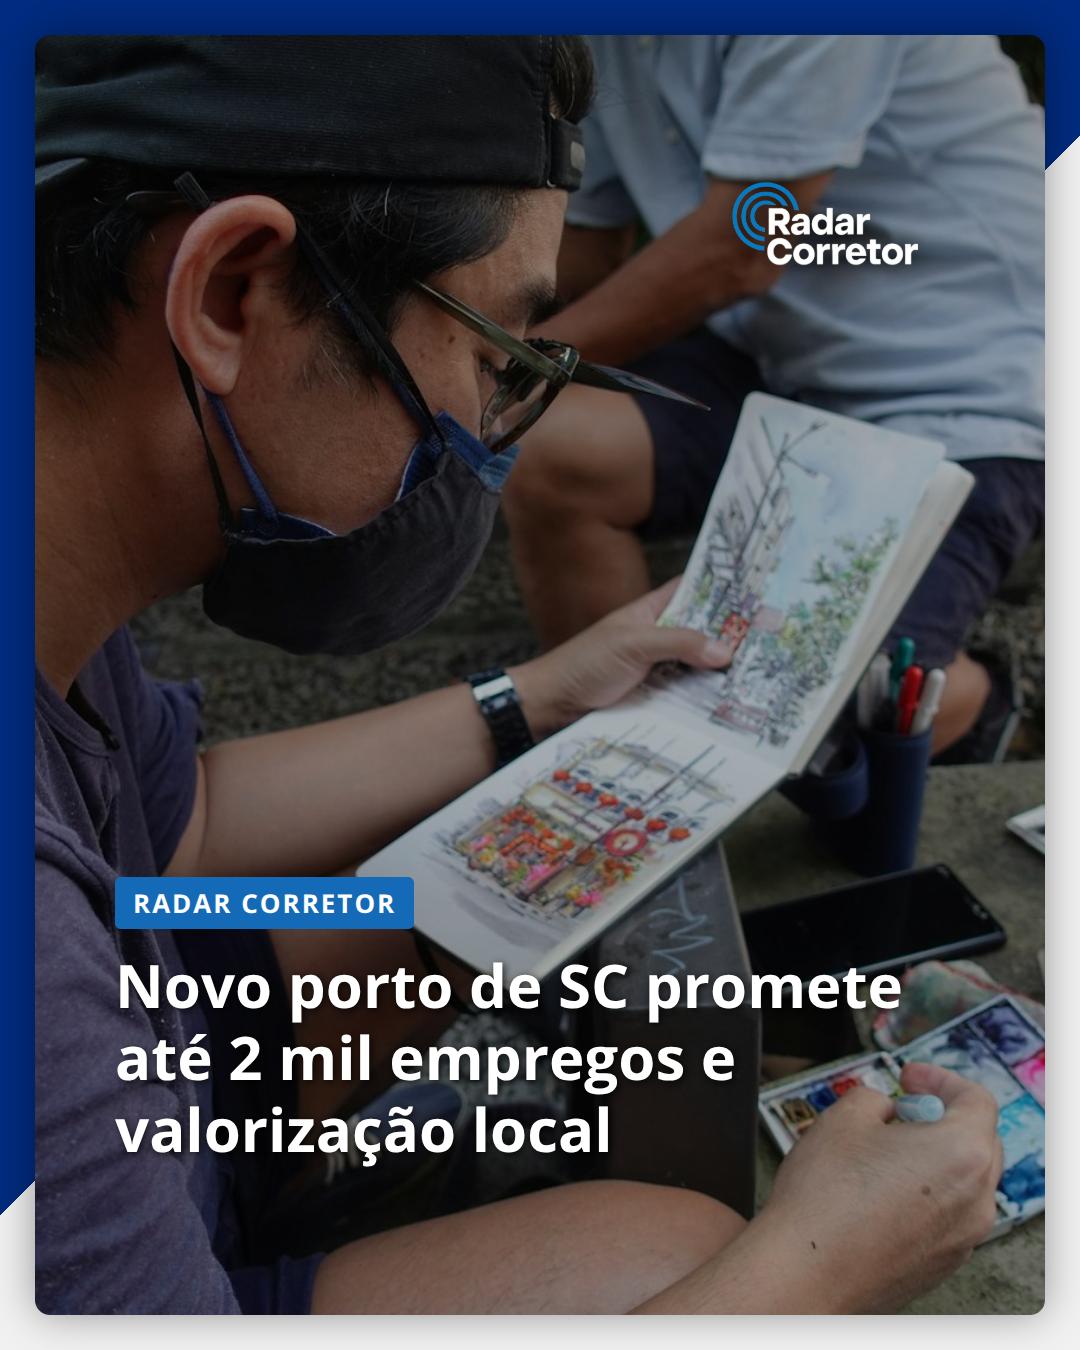 Radar
Corretor
RADAR CORRETOR
Novo porto de SC promete
até 2 mil empregos e
valorização local